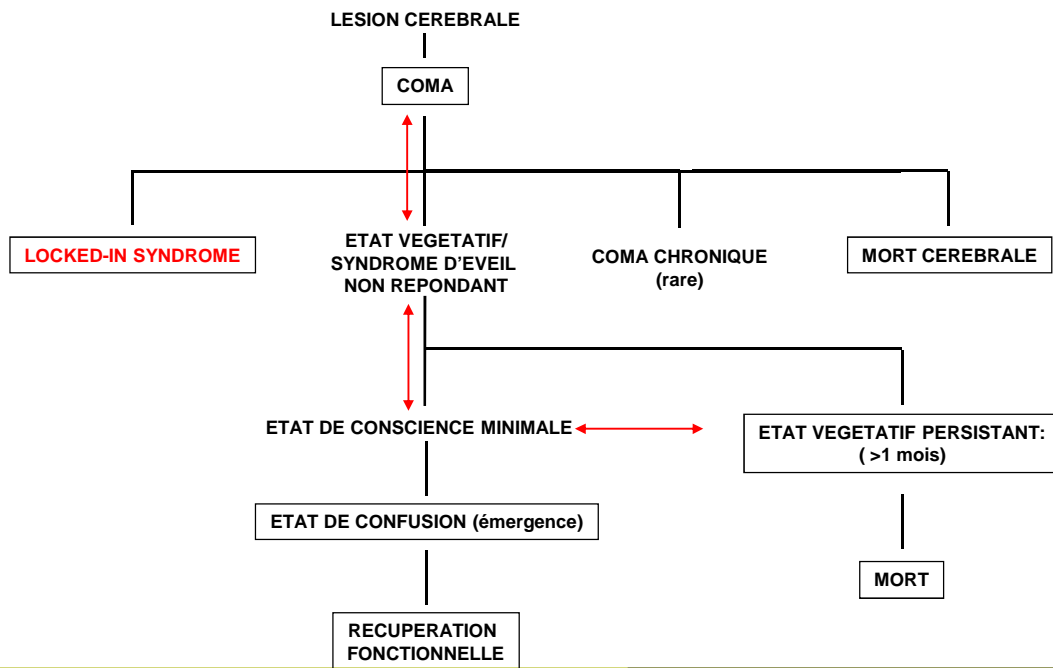 LESION CEREBRALE
COMA
LOCKED-IN SYNDROME
ETAT VEGETATIF/
SYNDROME D'EVEIL
NON REPONDANT
COMA CHRONIQUE
(rare)
MORT CEREBRALE
ETAT DE CONSCIENCE MINIMALE
ETAT VEGETATIF PERSISTANT:
( >1 mois)
ETAT DE CONFUSION (émergence)
MORT
RECUPERATION
FONCTIONNELLE